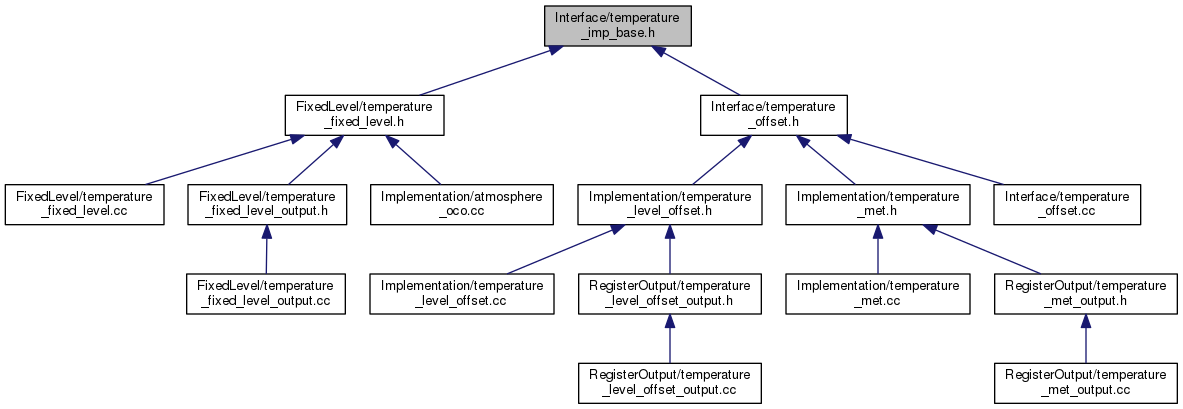 Interface/temperature
_imp_base.h
FixedLevel/temperature
_fixed_level.h
Interface/temperature
_offset.h
FixedLevel/temperature
_fixed_level.cc
FixedLevel/temperature
_fixed_level_output.h
Implementation/atmosphere
_oco.cc
Implementation/temperature
_level_offset.h
Implementation/temperature
_met.h
Interface/temperature
_offset.cc
FixedLevel/temperature
_fixed_level_output.cc
Implementation/temperature
_level_offset.cc
RegisterOutput/temperature
_level_offset_output.h
Implementation/temperature
_met.cc
RegisterOutput/temperature
_met_output.h
RegisterOutput/temperature
_level_offset_output.cc
RegisterOutput/temperature
_met_output.cc